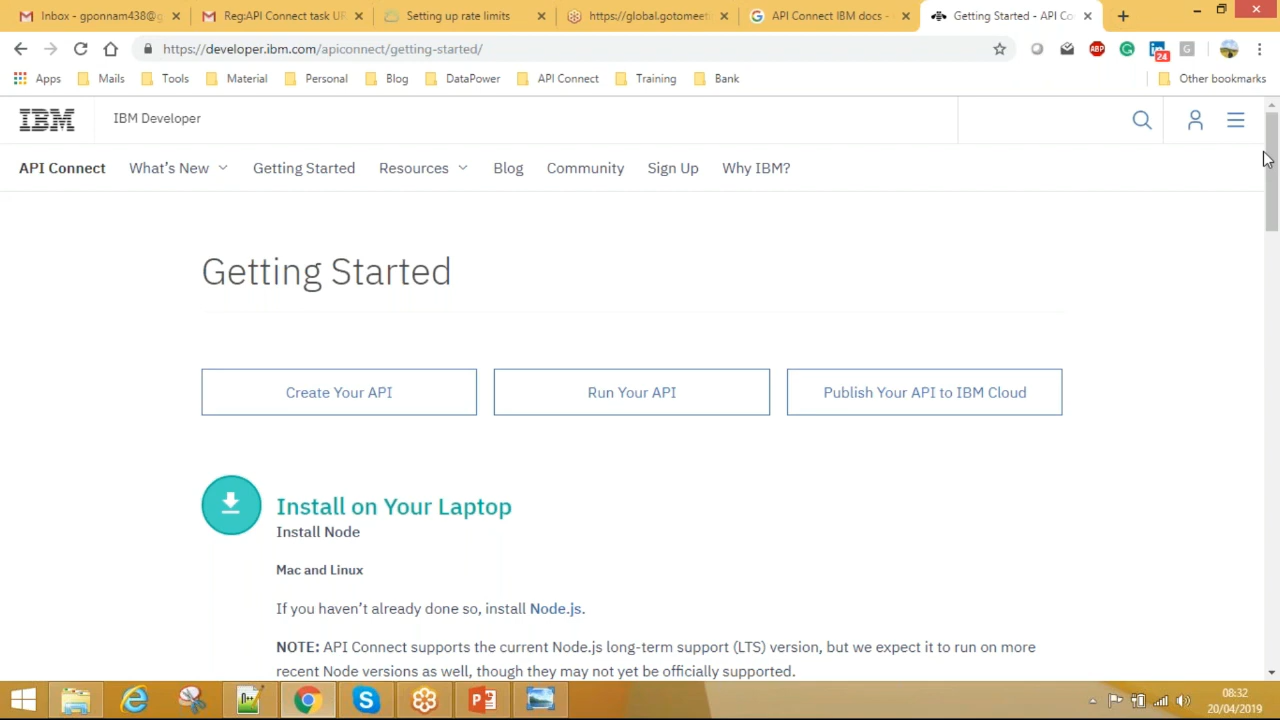 Inbox - gponnam438@g
Reg:API Connect task UR
Setting up rate limits
https://global.gotomeeti
API Connect IBM docs -
Getting Started - API Co
https://developer.ibm.com/apiconnect/getting-started/
ABP
24
G
Apps
Mails
Tools
Material
Personal
Blog
DataPower
API Connect
Training
Bank
Other bookmarks
IBM
IBM Developer
API Connect
What's New
Getting Started
Resources
Blog
Community
Sign Up
Why IBM?
Getting Started
Create Your API
Run Your API
Publish Your API to IBM Cloud
Install on Your Laptop
Install Node
Mac and Linux
If you haven't already done so, install Node.js.
NOTE: API Connect supports the current Node.js long-term support (LTS) version, but we expect it to run on more
recent Node versions as well, though they may not yet be officially supported.
08:32
20/04/2019